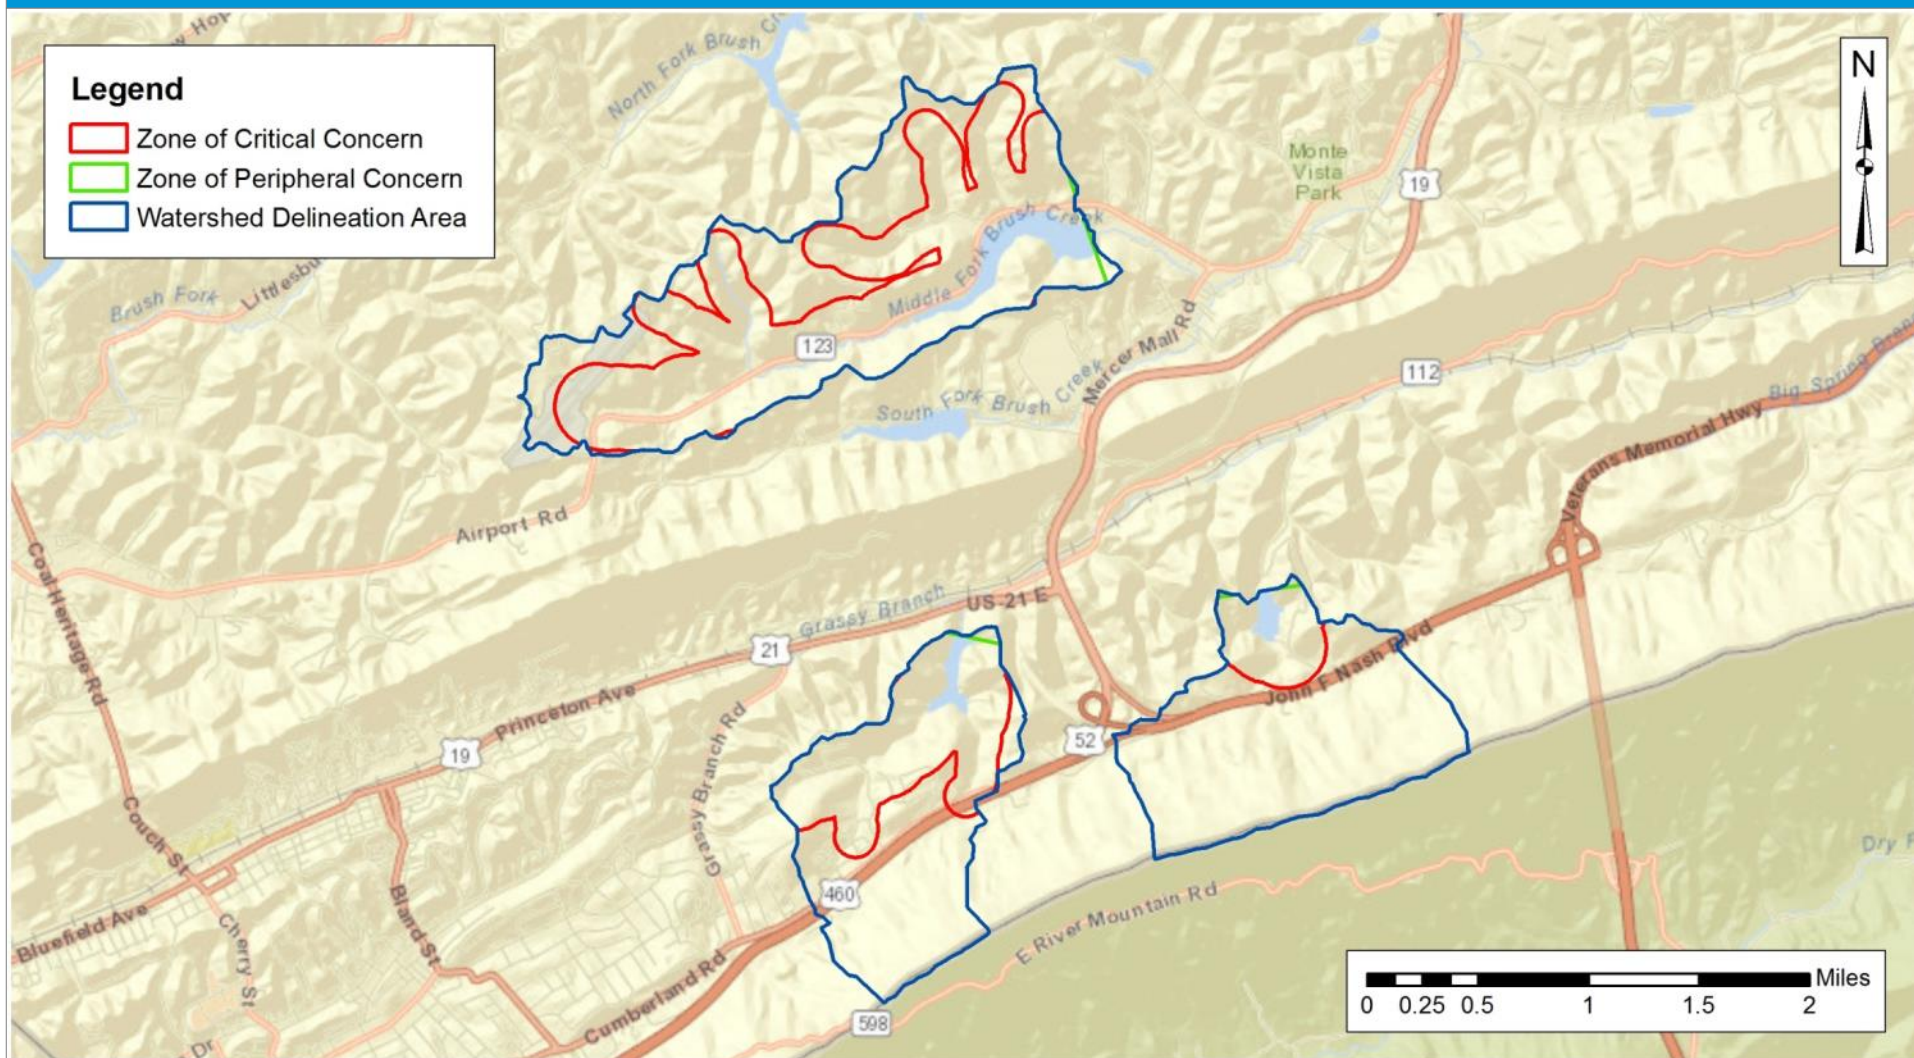 Legend
Zone of Critical Concern
Zone of Peripheral Concern
Watershed Delineation Area
North Fork Brush
N
Monte
Vista
Park
19
Brush Fork
Middle Fork Brush Creek
123
Mercer Mall Rd
112
South Fork Brush Creek
Big Spring
Veterans Memorial Hwy
Airport Rd
Coal Heritage Rd
Grassy Branch
US-21 E
21
John F Nash Blvd
Princeton Ave
Grassy Branch Rd
52
19
Couch St
460
Bland St
Bluefield Ave
Cherry St
E River Mountain Rd
Dry
Cumberland Rd
598
Dr
Miles
0 0.25 0.5 1 1.5 2